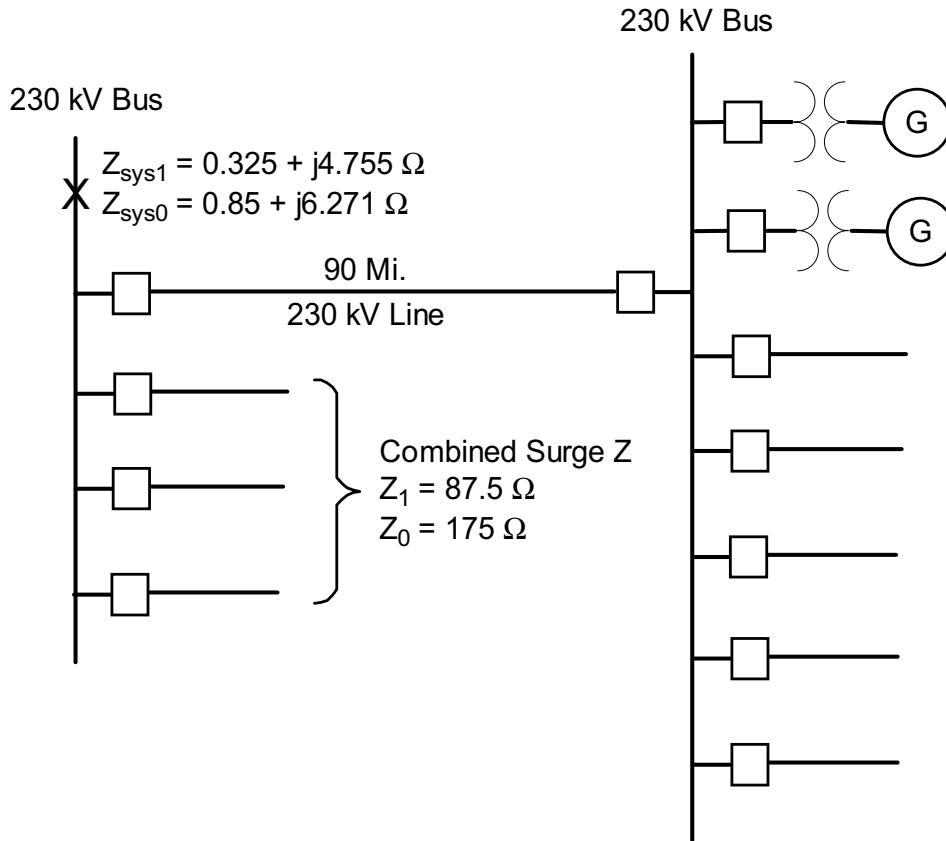 230 kV Bus
230 kV Bus
G
X
Z_sys1 = 0.325 + j4.755 Ω
Z_sys0 = 0.85 + j6.271 Ω
G
90 Mi.
230 kV Line
Combined Surge Z
Z_1 = 87.5 Ω
Z_0 = 175 Ω